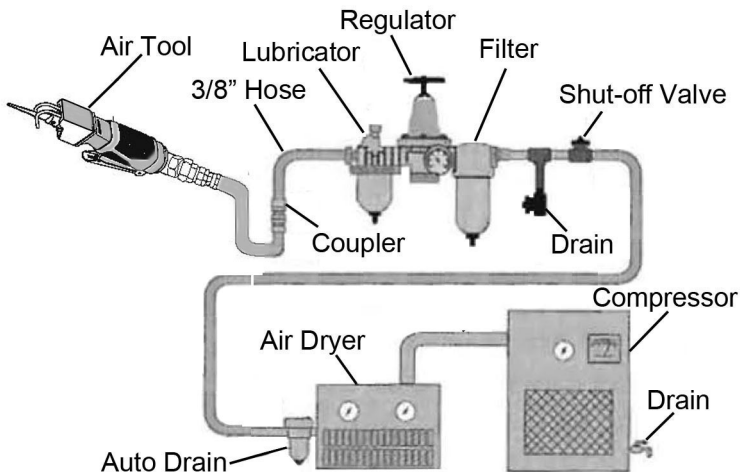 Regulator
Air Tool
Lubricator
Filter
3/8” Hose
Shut-off Valve
Coupler
Drain
Compressor
Air Dryer
Drain
Auto Drain